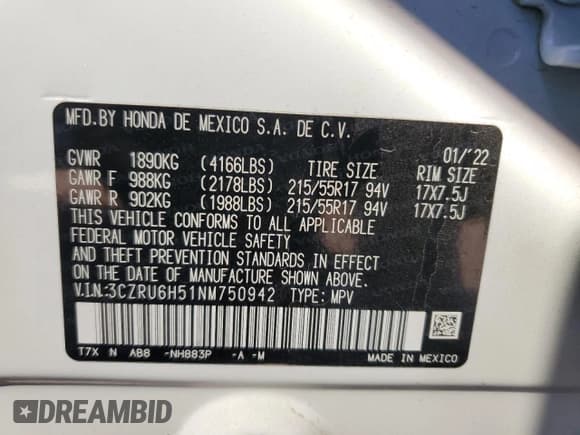 MFD.BY HONDA DE MEXICO S.A. DE C.V.
01/'22
GVWR 1890KG (4166LBS) TIRE SIZE RIM SIZE
GAWR F 988KG (2178LBS) 215/55R17 94V 17X7.5J
GAWR R 902KG (1988LBS) 215/55R17 94V 17X7.5J
THIS VEHICLE CONFORMS TO ALL APPLICABLE
FEDERAL MOTOR VEHICLE SAFETY
AND THEFT PREVENTION STANDARDS IN EFFECT
ON THE DATE OF MANUFACTURE SHOWN ABOVE.
V.I.N:3CZRU6H51NM750942 TYPE: MPV
T7X N AB8 -NH883P -A -M MADE IN MEXICO
DREAMBID